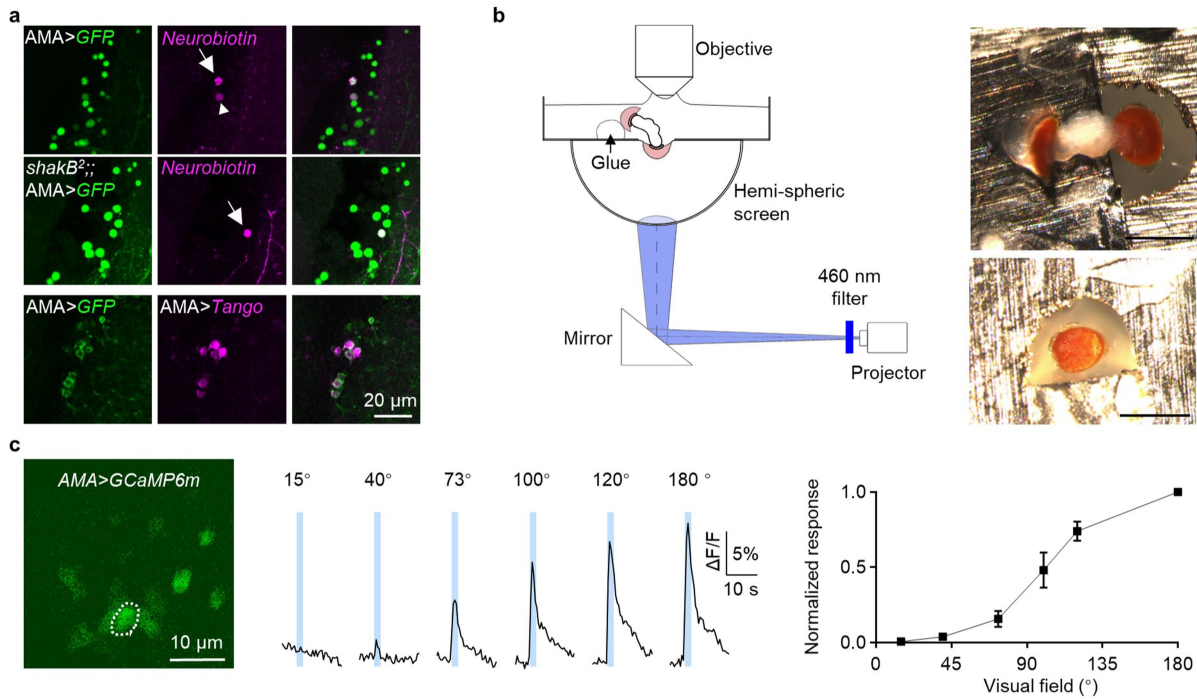 a
AMA>GFP
Neurobiotin
shakB²;;
AMA>GFP
Neurobiotin
AMA>GFP
AMA>Tango
20 µm
b
Objective
Glue
Hemi-spheric
screen
460 nm
filter
Mirror
Projector
c
AMA>GCaMP6m
10 µm
15°
40°
73°
100°
120°
180 °
ΔF/F
5%
10 s
Normalized response
1.0
0.5
0.0
0
45
90
135
180
Visual field (°)